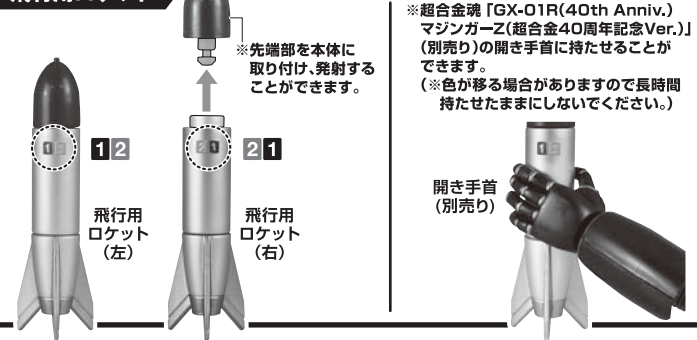 ※先端部を本体に
取り付け、発射する
ことができます。
12
21
飛行用
ロケット
(左)
飛行用
ロケット
(右)
※超合金魂「GX-01R(40th Anniv.)
マジンガーZ(超合金40周年記念Ver.)」
(別売り)の開き手首に持たせることが
できます。
(※色が移る場合がありますので長時間
持たせたままにしないでください。)
開き手首
(別売り)